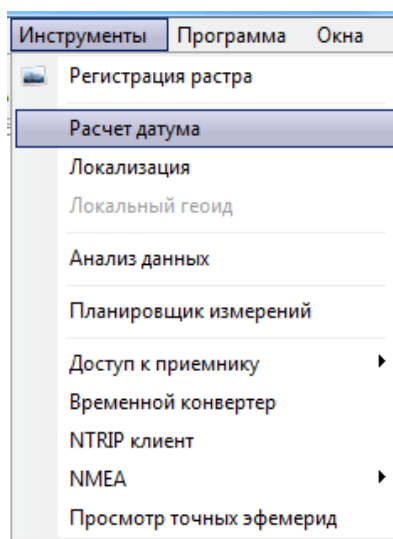 Инструменты Программа Окна
Регистрация растра
Расчет датума
Локализация
Локальный геоид
Анализ данных
Планировщик измерений
Доступ к приемнику
Временной конвертер
NTRIP клиент
NMEA
Просмотр точных эфемерид